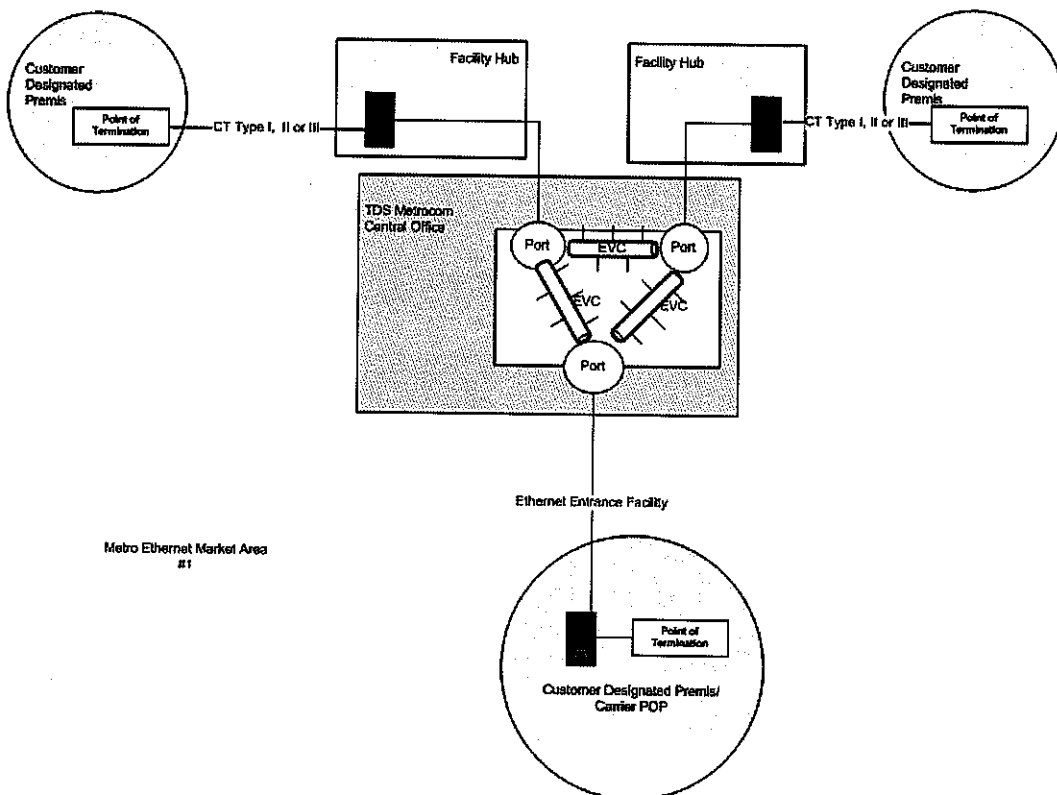 Customer
Designated
Premis
Point of
Termination
CT Type I, II or III
Facility Hub
Facility Hub
CT Type I, II or III
Customer
Designated
Premis
Point of
Termination
TDS Metrocom
Central Office
Port
EVC
Port
EVC
EVC
Port
Ethernet Entrance Facility
Metro Ethernet Market Area
#1
Point of
Termination
Customer Designated Premis/
Carrier POP